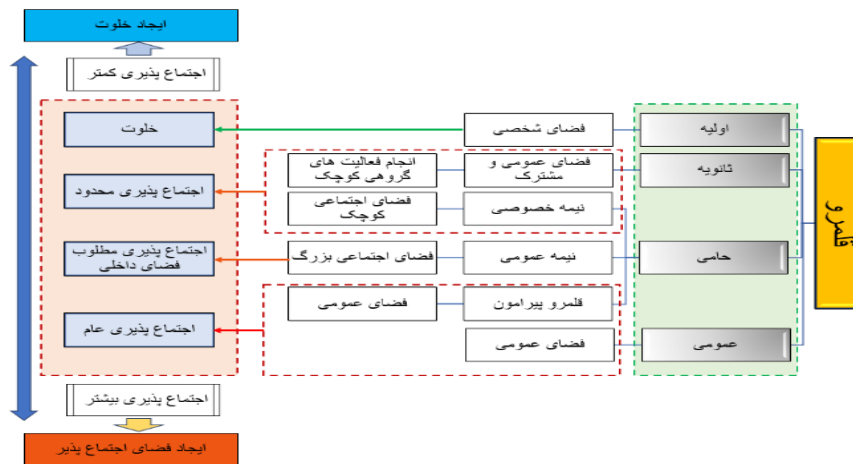 ایجاد خلوت
اجتماع پذیری کمتر
قلمرو
اولیه
فضای شخصی
خلوت
ثانویه
فضای عمومی و
مشترک
انجام فعالیت های
گروهی کوچک
اجتماع پذیری محدود
نیمه خصوصی
فضای اجتماعی
کوچک
حامی
نیمه عمومی
فضای اجتماعی بزرگ
اجتماع پذیری مطلوب
فضای داخلی
قلمرو پیرامون
فضای عمومی
اجتماع پذیری عام
عمومی
فضای عمومی
اجتماع پذیری بیشتر
ایجاد فضای اجتماع پذیر